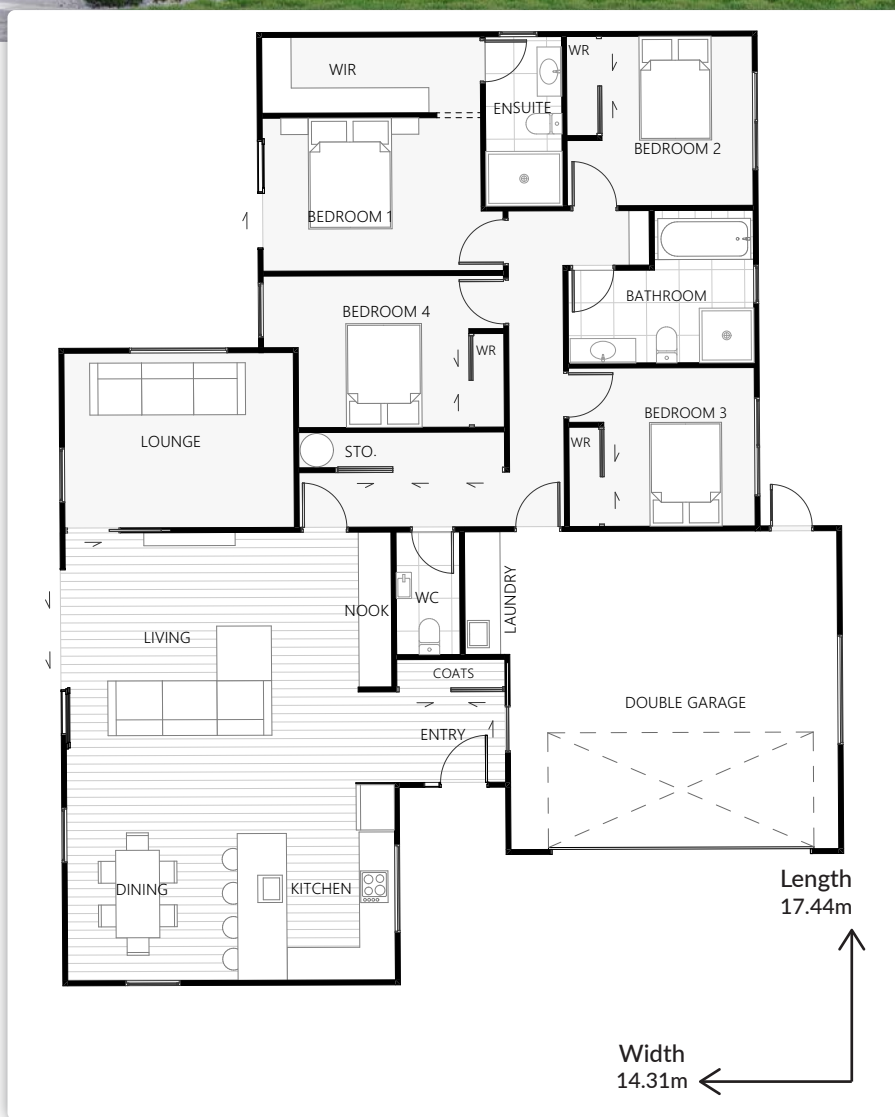 WIR
WR
ENSUITE
BEDROOM 2
BEDROOM 1
BATHROOM
BEDROOM 4
WR
BEDROOM 3
LOUNGE
STO.
WR
LAUNDRY
WC
NOOK
LIVING
COATS
DOUBLE GARAGE
ENTRY
DINING
KITCHEN
Length
17.44m
Width
14.31m